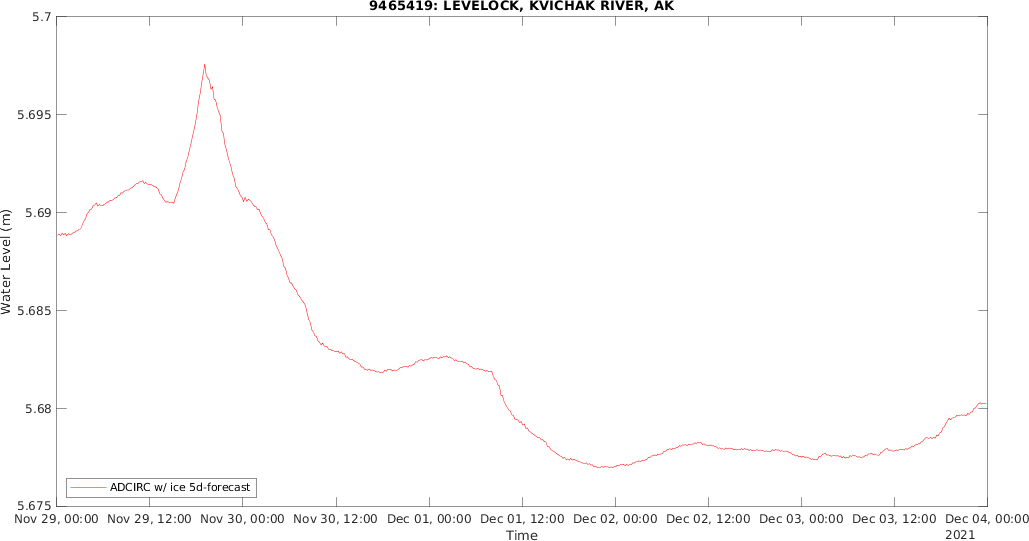 9465419: LEVELOCK, KVICHAK RIVER, AK
5.7
5.695
5.69
5.685
5.68
5.675
Water Level (m)
ADCIRC w/ ice 5d-forecast
Nov 29, 00:00 Nov 29, 12:00 Nov 30, 00:00 Nov 30, 12:00 Dec 01, 00:00 Dec 01, 12:00 Dec 02, 00:00 Dec 02, 12:00 Dec 03, 00:00 Dec 03, 12:00 Dec 04, 00:00
2021
Time